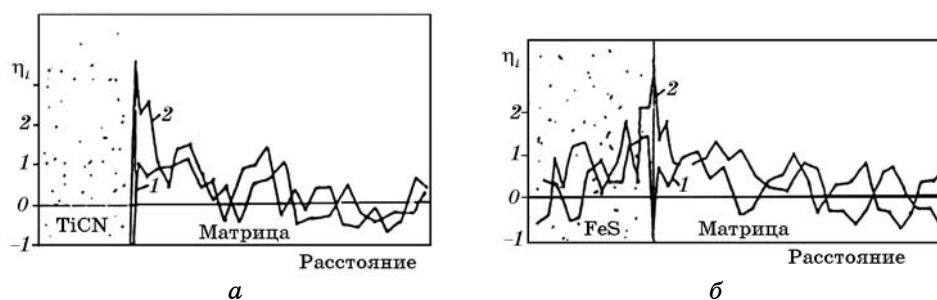 η_i
2
1
0
−1
2
1
TiCN
Матрица
Расстояние
а
η_i
2
1
0
−1
2
1
FeS
Матрица
Расстояние
б